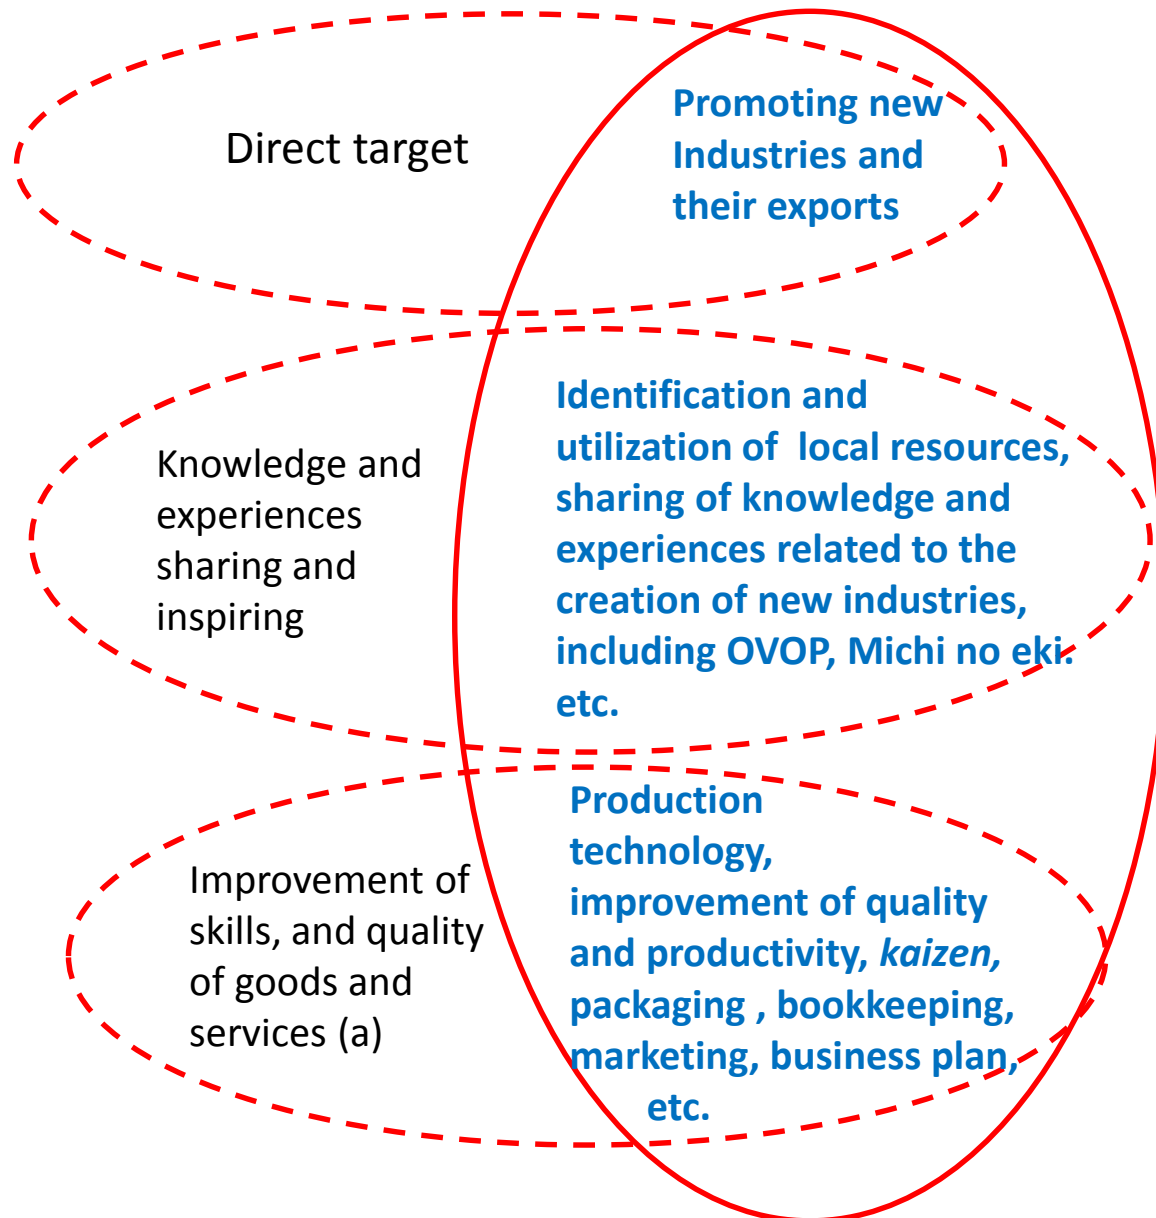 Direct target
Promoting new
Industries and
their exports
Knowledge and
experiences
sharing and
inspiring
Identification and
utilization of  local resources,
sharing of knowledge and
experiences related to the
creation of new industries,
including OVOP, Michi no eki.
etc.
Improvement of
skills, and quality
of goods and
services (a)
Production
technology,
improvement of quality
and productivity, kaizen,
packaging , bookkeeping,
marketing, business plan,
etc.